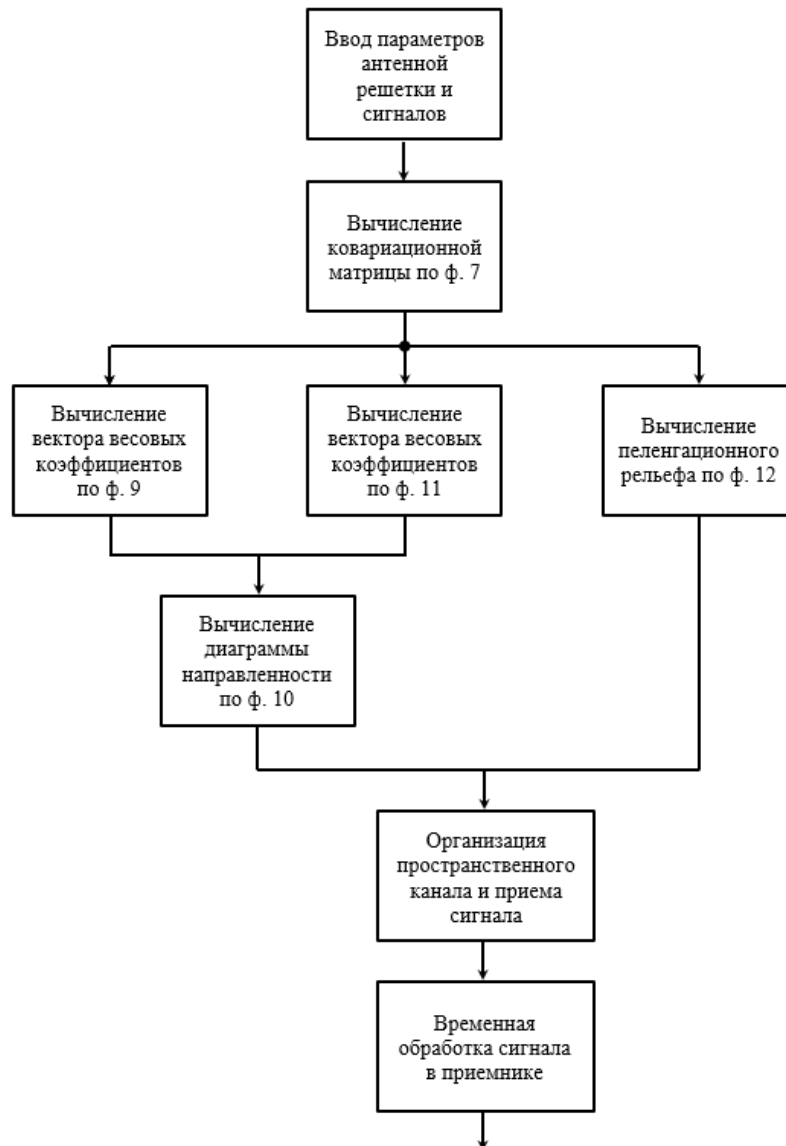 Ввод параметров
антенной
решетки и
сигналов
Вычисление
ковариационной
матрицы по ф. 7
Вычисление
вектора весовых
коэффициентов
по ф. 9
Вычисление
вектора весовых
коэффициентов
по ф. 11
Вычисление
пеленгационного
рельефа по ф. 12
Вычисление
диаграммы
направленности
по ф. 10
Организация
пространственного
канала и приема
сигнала
Временная
обработка сигнала
в приемнике